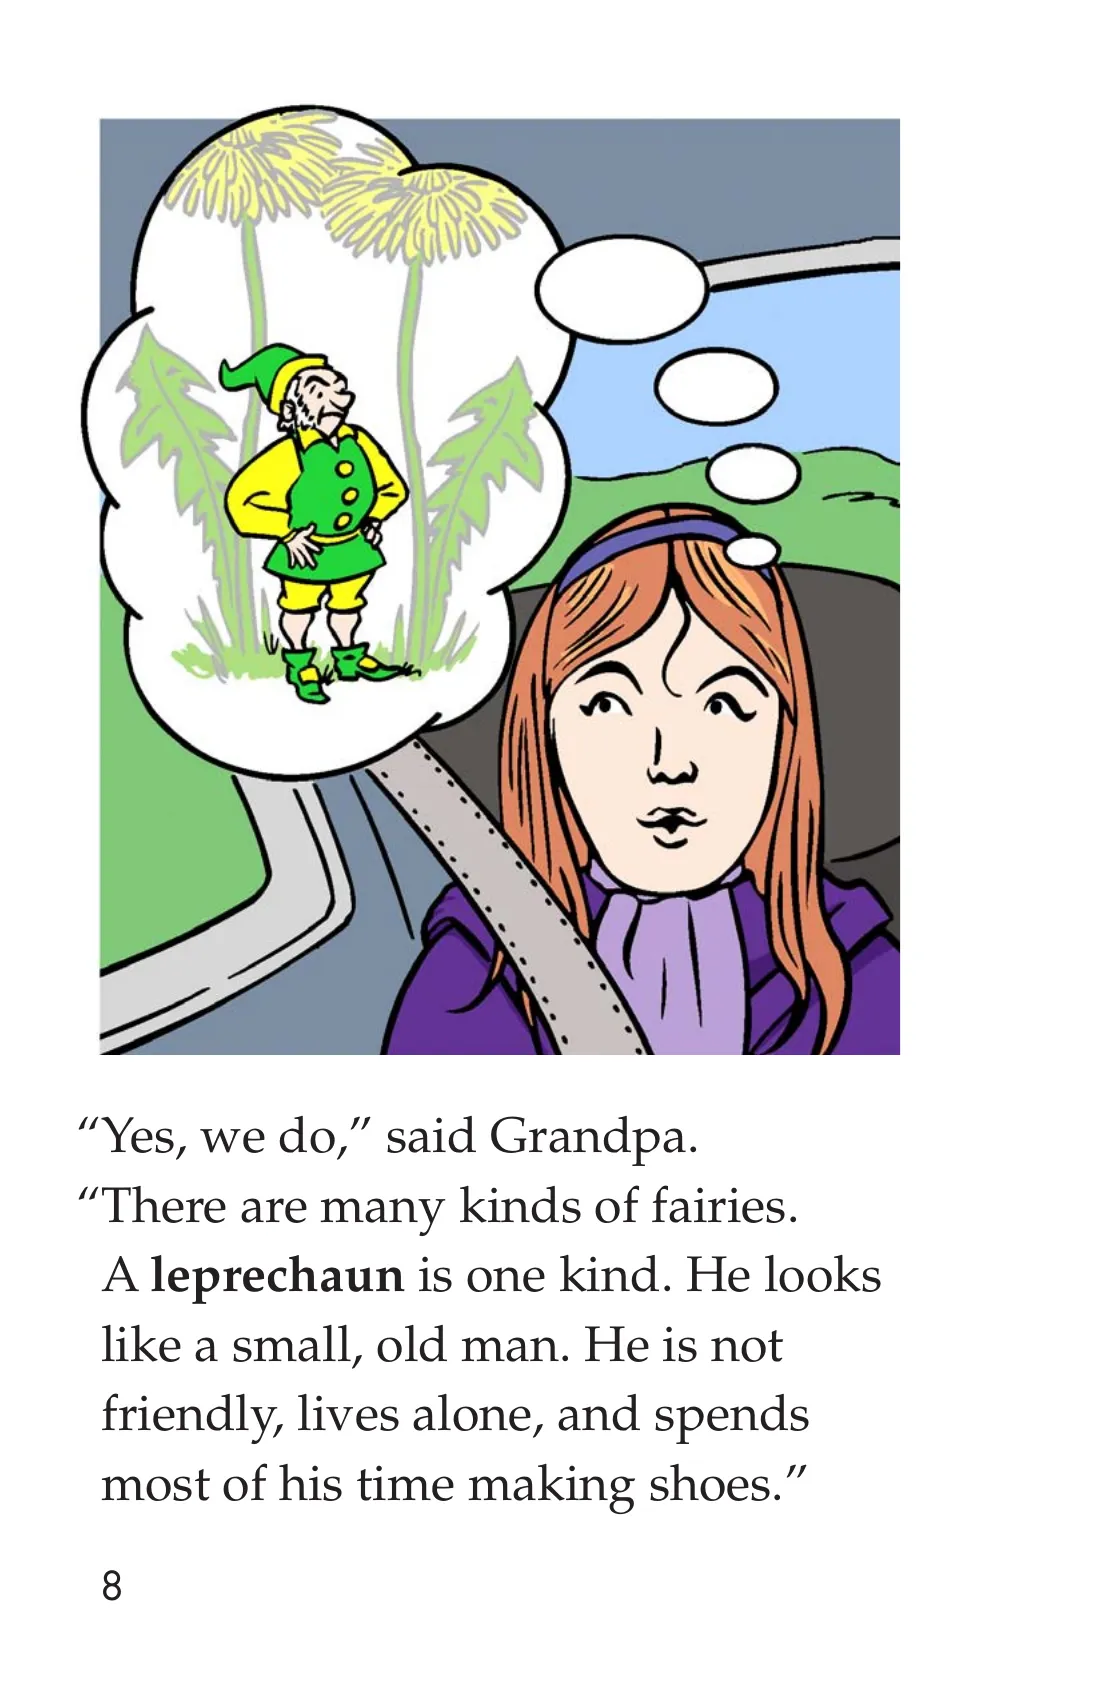 “Yes, we do,” said Grandpa.
“There are many kinds of fairies.
A leprechaun is one kind. He looks
like a small, old man. He is not
friendly, lives alone, and spends
most of his time making shoes.”
8